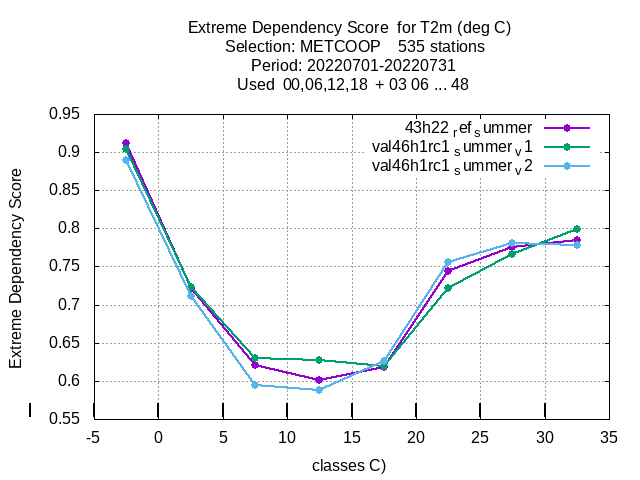 Extreme Dependency Score for T2m (deg C)
Selection: METCOOP 535 stations
Period: 20220701-20220731
Used 00,06,12,18 + 03 06 ... 48
0.95
0.9
0.85
0.8
0.75
0.7
0.65
0.6
0.55
Extreme Dependency Score
43h22 ref summer
val46h1rc1 summer v1
val46h1rc1 summer v2
-5 0 5 10 15 20 25 30 35
classes C)